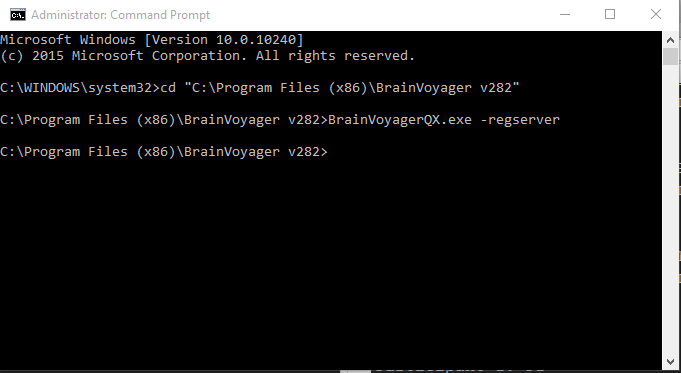 Administrator: Command Prompt
Microsoft Windows [Version 10.0.10240]
(c) 2015 Microsoft Corporation. All rights reserved.
C:\WINDOWS\system32>cd "C:\Program Files (x86)\BrainVoyager v282"
C:\Program Files (x86)\BrainVoyager v282>BrainVoyagerQX.exe -regserver
C:\Program Files (x86)\BrainVoyager v282>